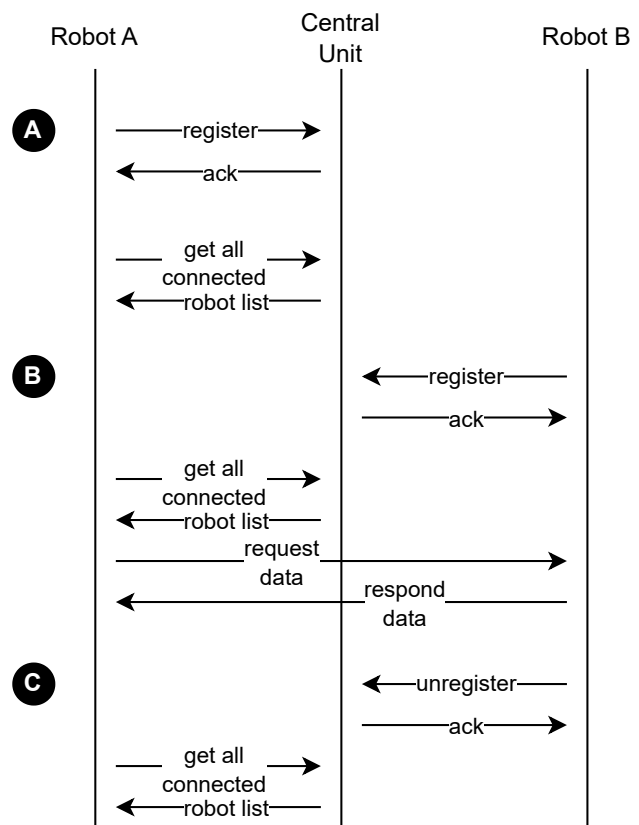 Robot A
Central
Unit
Robot B
A
register
ack
get all
connected
robot list
B
register
ack
get all
connected
robot list
request
data
respond
data
C
unregister
ack
get all
connected
robot list